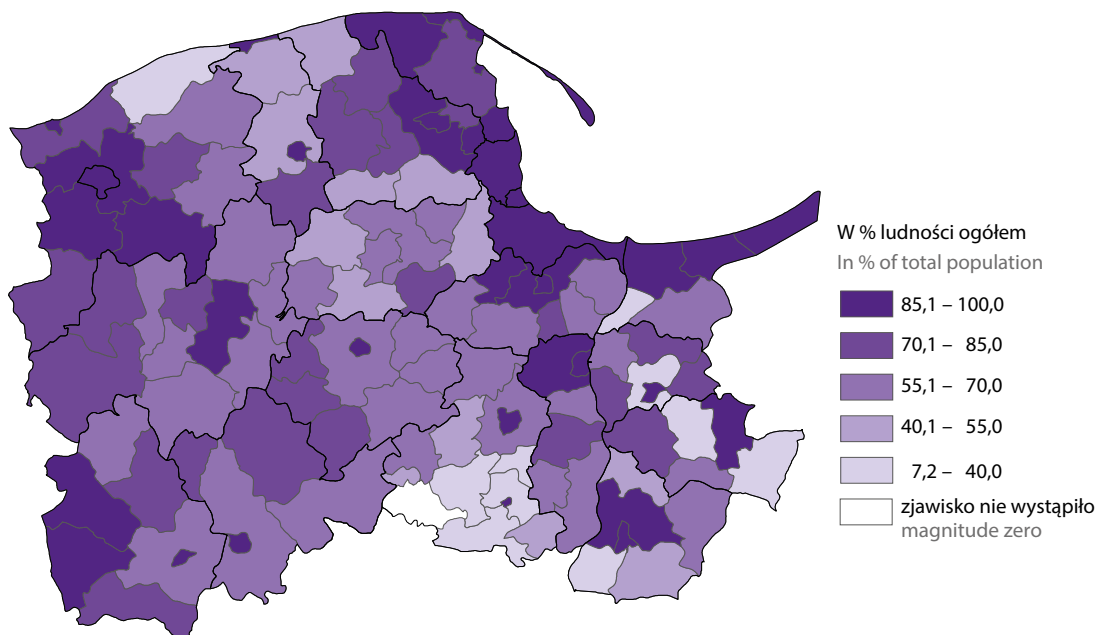 W % ludności ogółem
In % of total population
85,1 – 100,0
70,1 – 85,0
55,1 – 70,0
40,1 – 55,0
7,2 – 40,0
zjawisko nie wystąpiło
magnitude zero